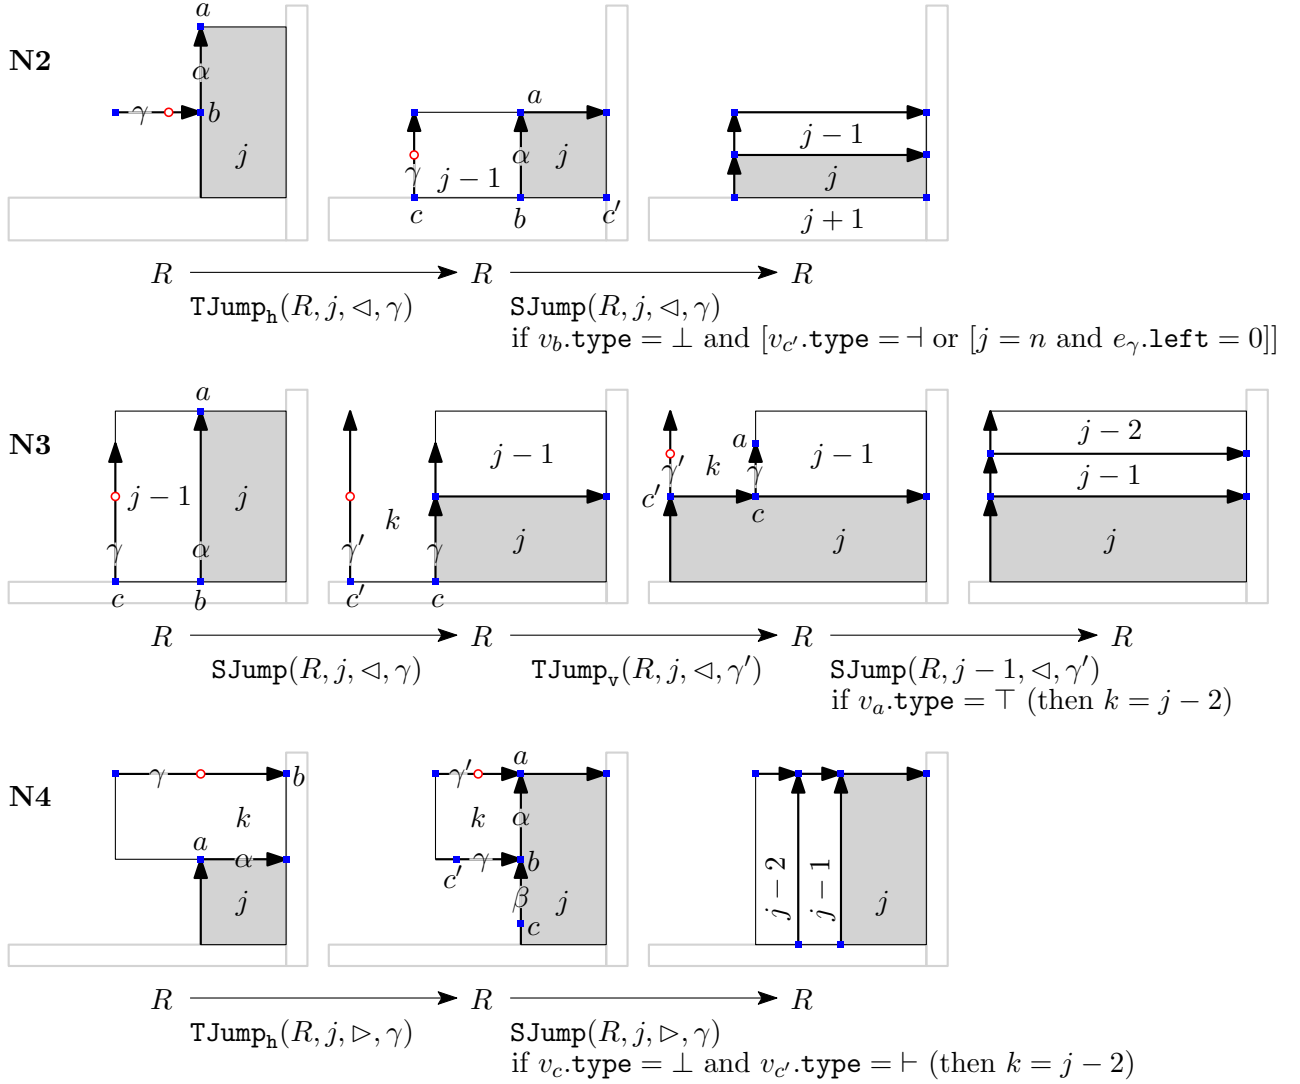 N2
a
α
γ
b
j
a
α
j
γ
j − 1
c
b
c′
j − 1
j
j + 1
R
R
R
TJump_h(R, j, ◁, γ)
SJump(R, j, ◁, γ)
if v_b.type = ⊥ and [v_c′.type = ⊣ or [j = n and e_γ.left = 0]]
N3
a
j − 1
j
γ
α
c
b
j − 1
k
j
γ′
γ
c′
c
a
k
j − 1
γ′
γ
c′
c
j
j − 2
j − 1
j
R
R
R
R
SJump(R, j, ◁, γ)
TJump_v(R, j, ◁, γ′)
SJump(R, j − 1, ◁, γ′)
if v_a.type = ⊤ (then k = j − 2)
N4
γ
b
k
a
α
j
a
γ′
k
α
b
c′
γ
β
j
c
j − 2
j − 1
j
R
R
R
TJump_h(R, j, ▷, γ)
SJump(R, j, ▷, γ)
if v_c.type = ⊥ and v_c′.type = ⊢ (then k = j − 2)